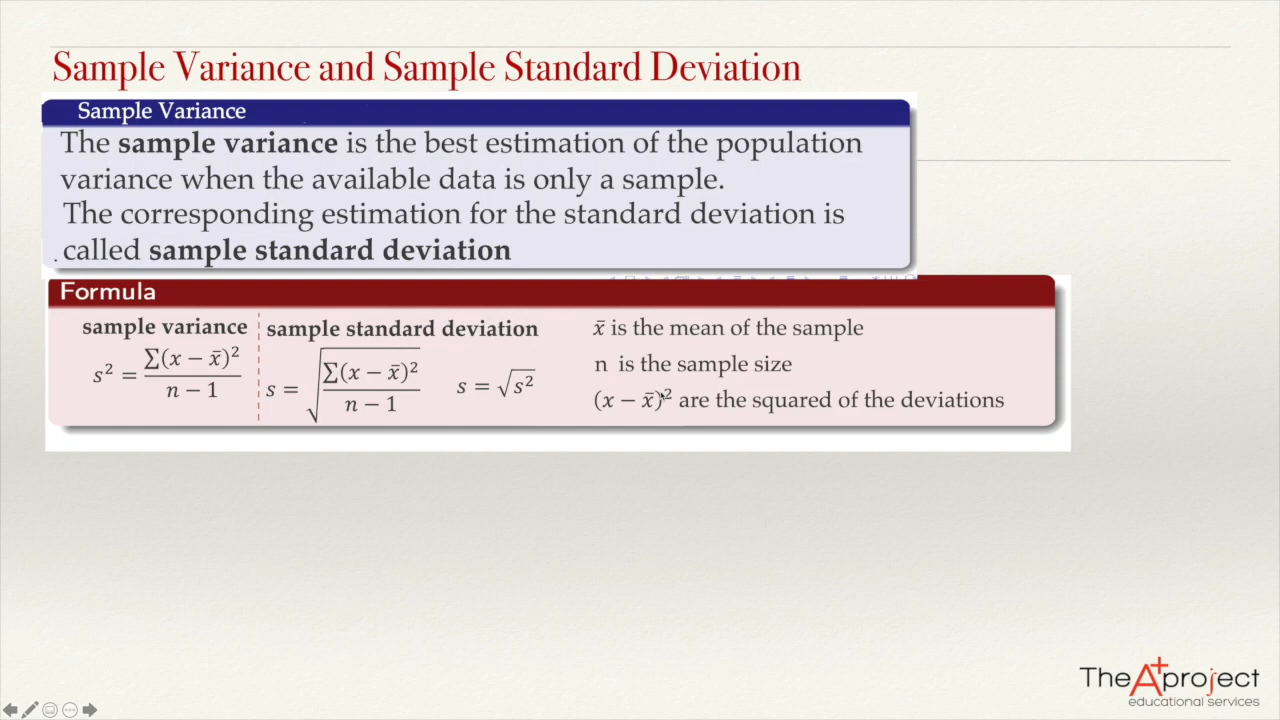 Sample Variance and Sample Standard Deviation
Sample Variance
The sample variance is the best estimation of the population
variance when the available data is only a sample.
The corresponding estimation for the standard deviation is
called sample standard deviation
Formula
sample variance
s² = ∑(x − x̄)² / n − 1
sample standard deviation
s = √(∑(x − x̄)² / n − 1)
s = √s²
x̄ is the mean of the sample
n is the sample size
(x − x̄)² are the squared of the deviations
The A+ project
educational services